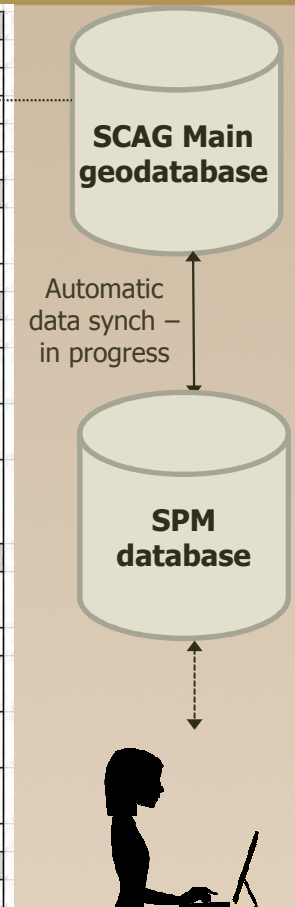 SCAG Main
geodatabase
Automatic
data synch –
in progress
SPM
database